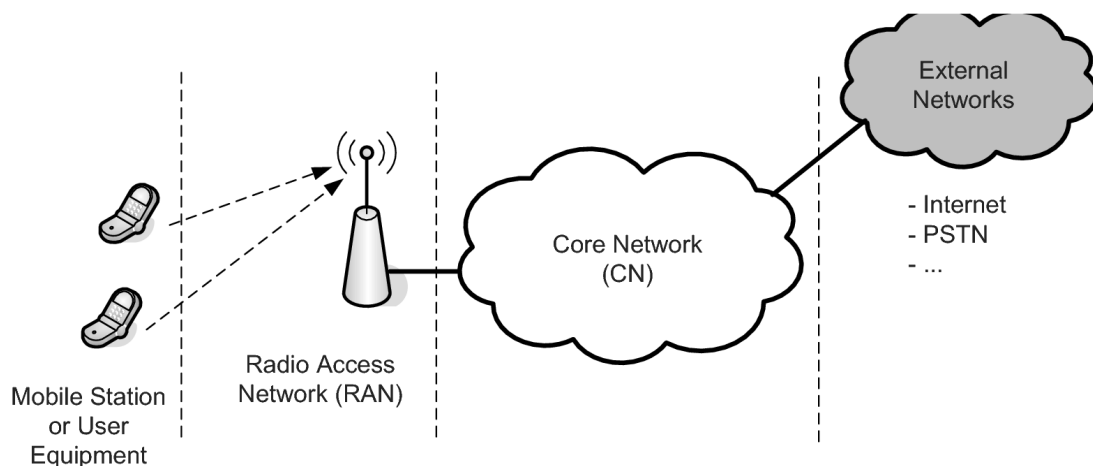 External
Networks
- Internet
- PSTN
- ...
Core Network
(CN)
Radio Access
Network (RAN)
Mobile Station
or User
Equipment